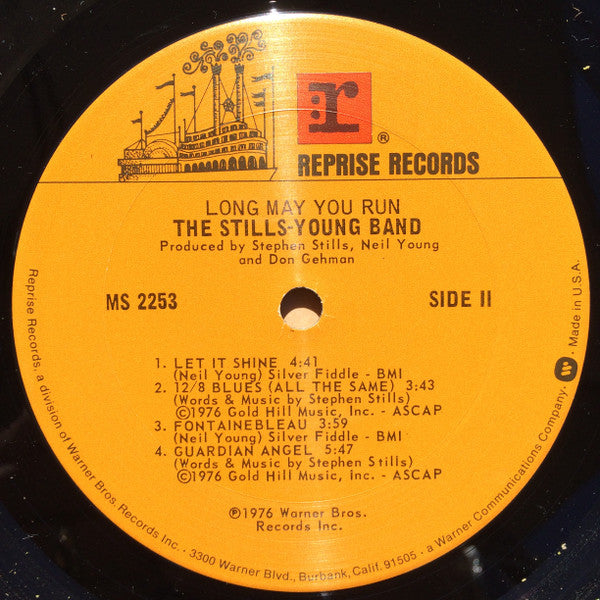 r
®
REPRISE RECORDS
LONG MAY YOU RUN
THE STILLS-YOUNG BAND
Produced by Stephen Stills, Neil Young
and Don Gehman
MS 2253
SIDE II
1. LET IT SHINE 4:41
(Neil Young) Silver Fiddle - BMI
2. 12/8 BLUES (ALL THE SAME) 3:43
(Words & Music by Stephen Stills)
©1976 Gold Hill Music, Inc. - ASCAP
3. FONTAINEBLEAU 3:59
(Neil Young) Silver Fiddle - BMI
4. GUARDIAN ANGEL 5:47
(Words & Music by Stephen Stills)
©1976 Gold Hill Music, Inc. - ASCAP
℗1976 Warner Bros.
Records Inc.
Reprise Records, a division of Warner Bros. Records Inc. · 3300 Warner Blvd., Burbank, Calif. 91505 · a Warner Communications Company · W · Made in U.S.A.